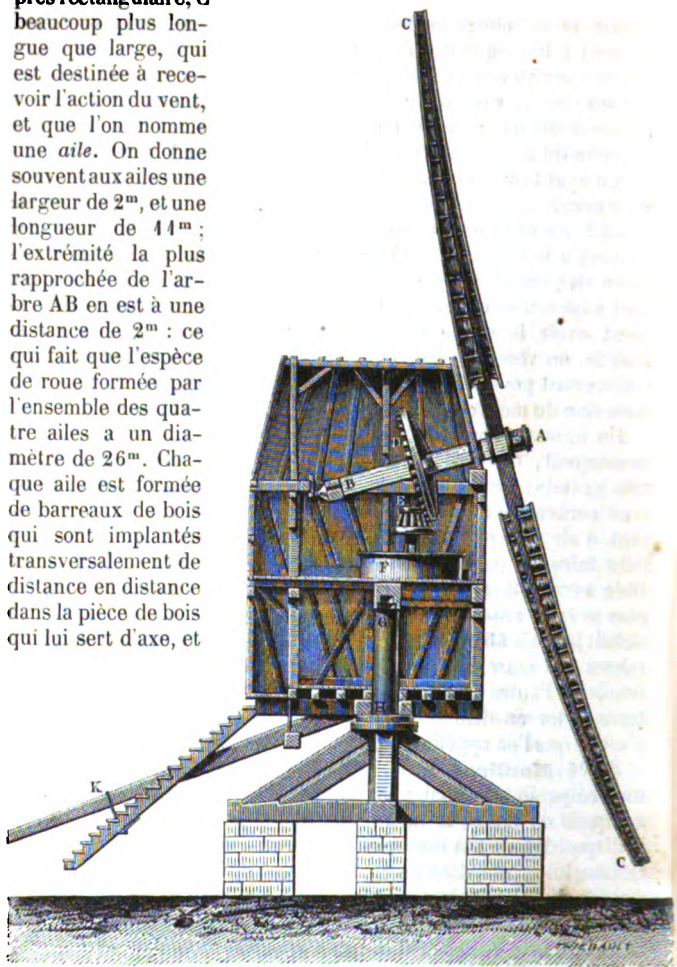 près rectangulaire, C
beaucoup plus lon-
gue que large, qui
est destinée à rece-
voir l'action du vent,
et que l'on nomme
une aile. On donne
souvent aux ailes une
largeur de 2m, et une
longueur de 11m ;
l'extrémité la plus
rapprochée de l'ar-
bre AB en est à une
distance de 2m : ce
qui fait que l'espèce
de roue formée par
l'ensemble des qua-
tre ailes a un dia-
mètre de 26m. Cha-
que aile est formée
de barreaux de bois
qui sont implantés
transversalement de
distance en distance
dans la pièce de bois
qui lui sert d'axe, et
C
A
D
B
E
F
G
H
K
C
THIEBAULT